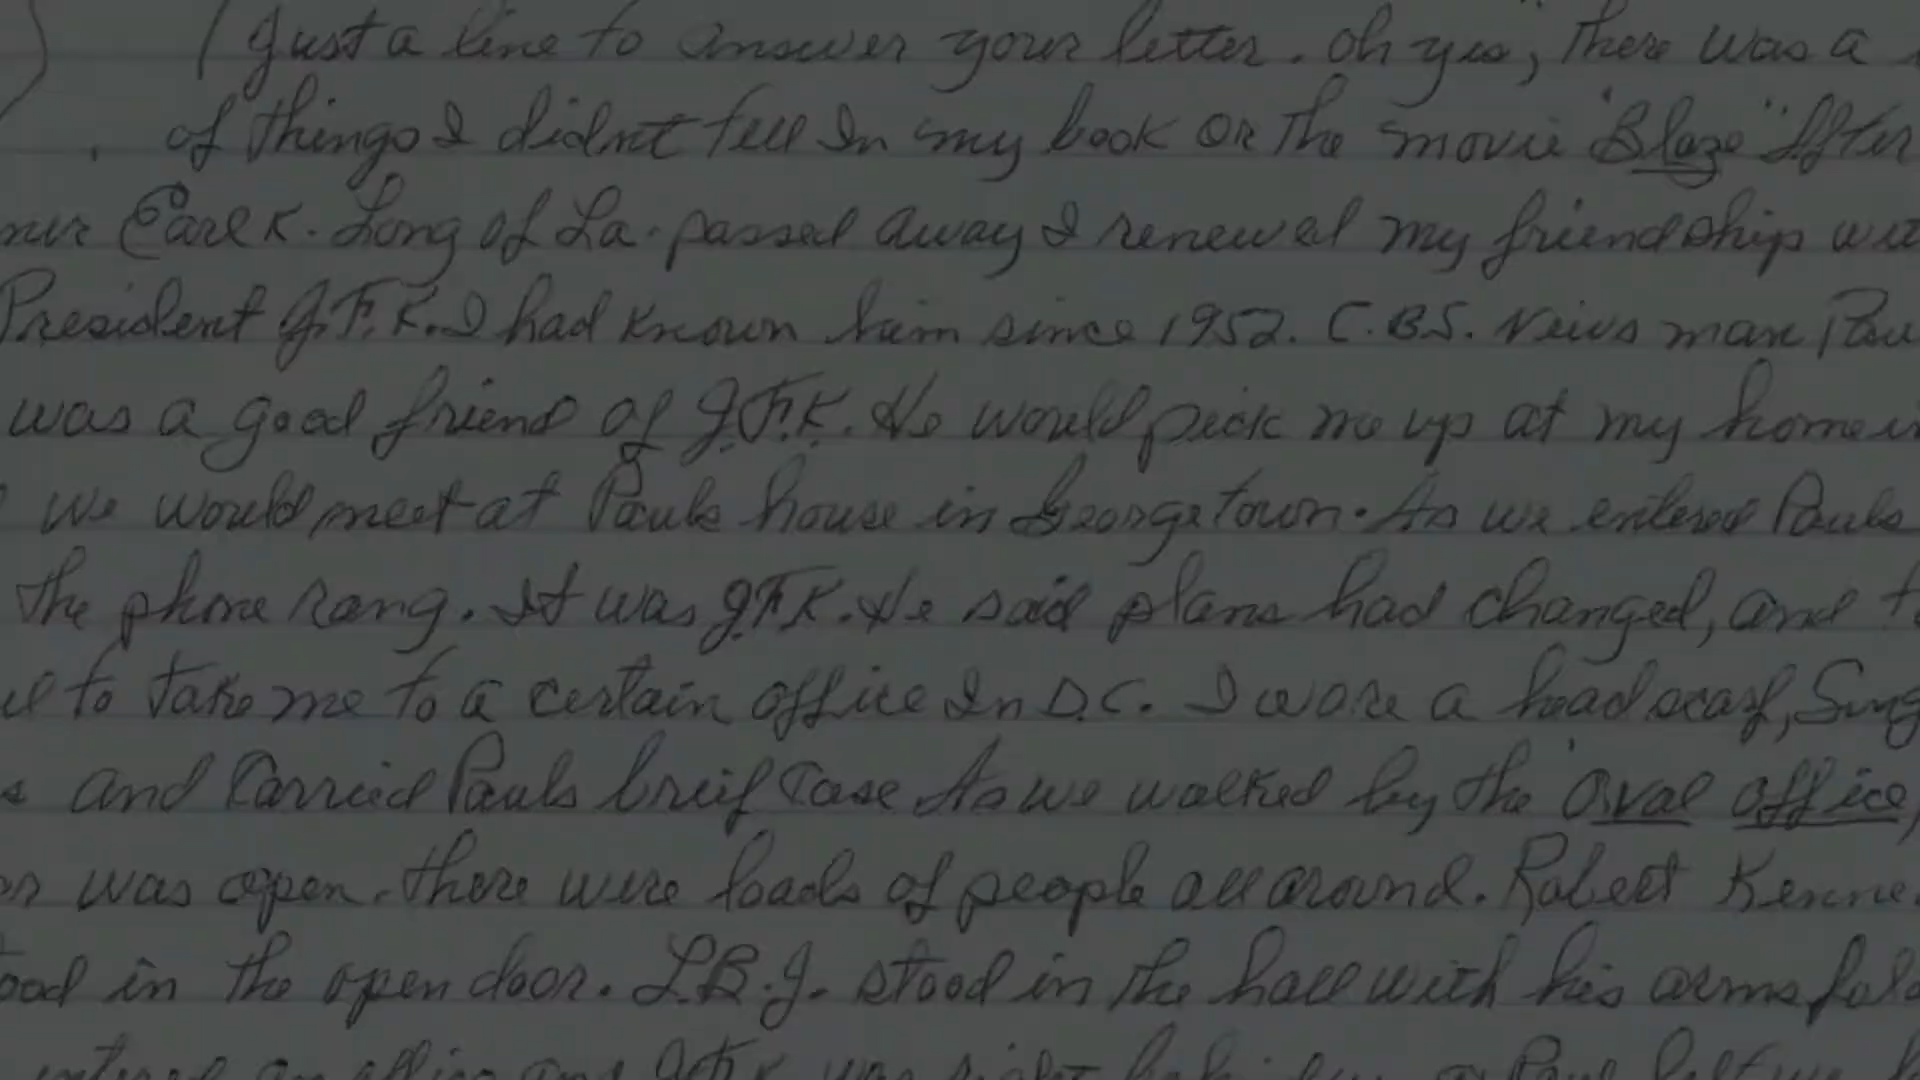 Just a line to answer your letter. Oh yes, there was a
of things I didnt tell In my book or the movie "Blaze" After
Earl K. Long of La. passed away I renewed my friendship
President J.F.K. I had known him since 1952. C.B.S. News man
was a good friend of J.F.K. He would pick me up at my home
We would meet at Pauls house in Georgetown. As we entered Pauls
the phone rang. It was J.F.K. He said plans had changed, and
to take me to a certain office In D.C. I wore a head scarf,
and Carried Pauls breif Case As we walked by the Oval office,
was open. there were loads of people all around. Robert
in the open door. L.B.J. stood in the hall with his arms